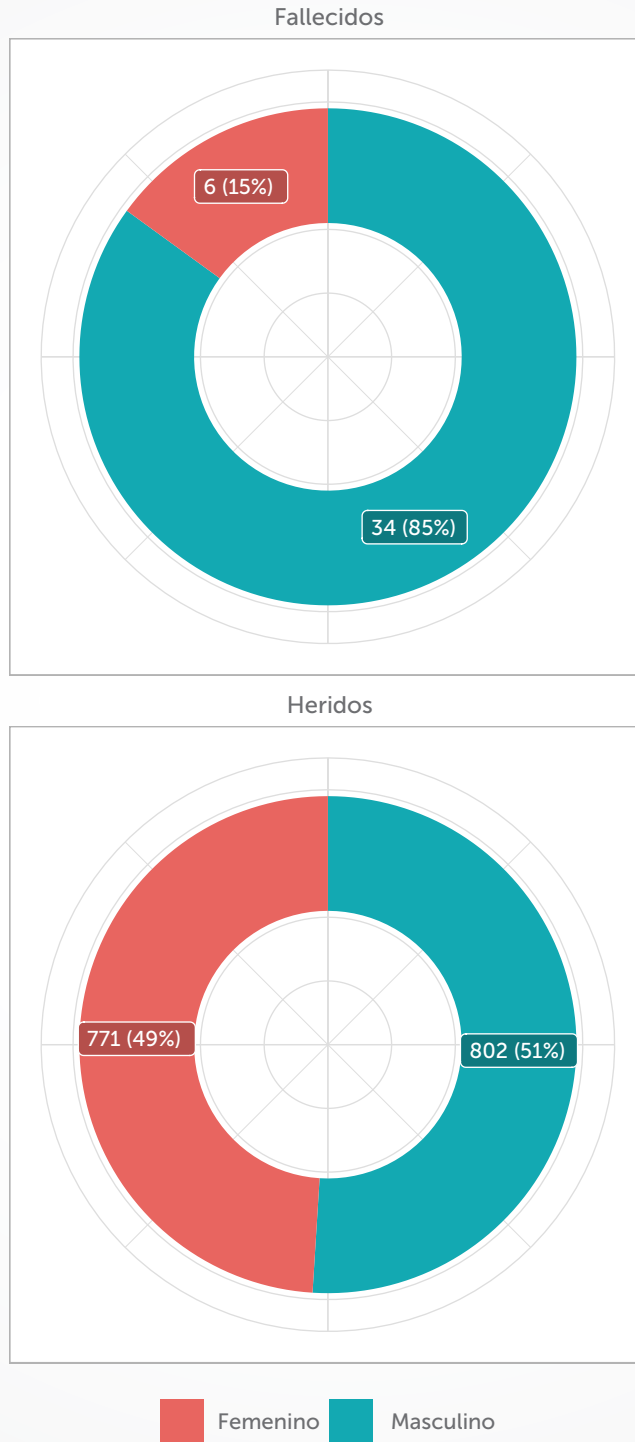 Fallecidos
6 (15%)
34 (85%)
Heridos
771 (49%)
802 (51%)
Femenino
Masculino